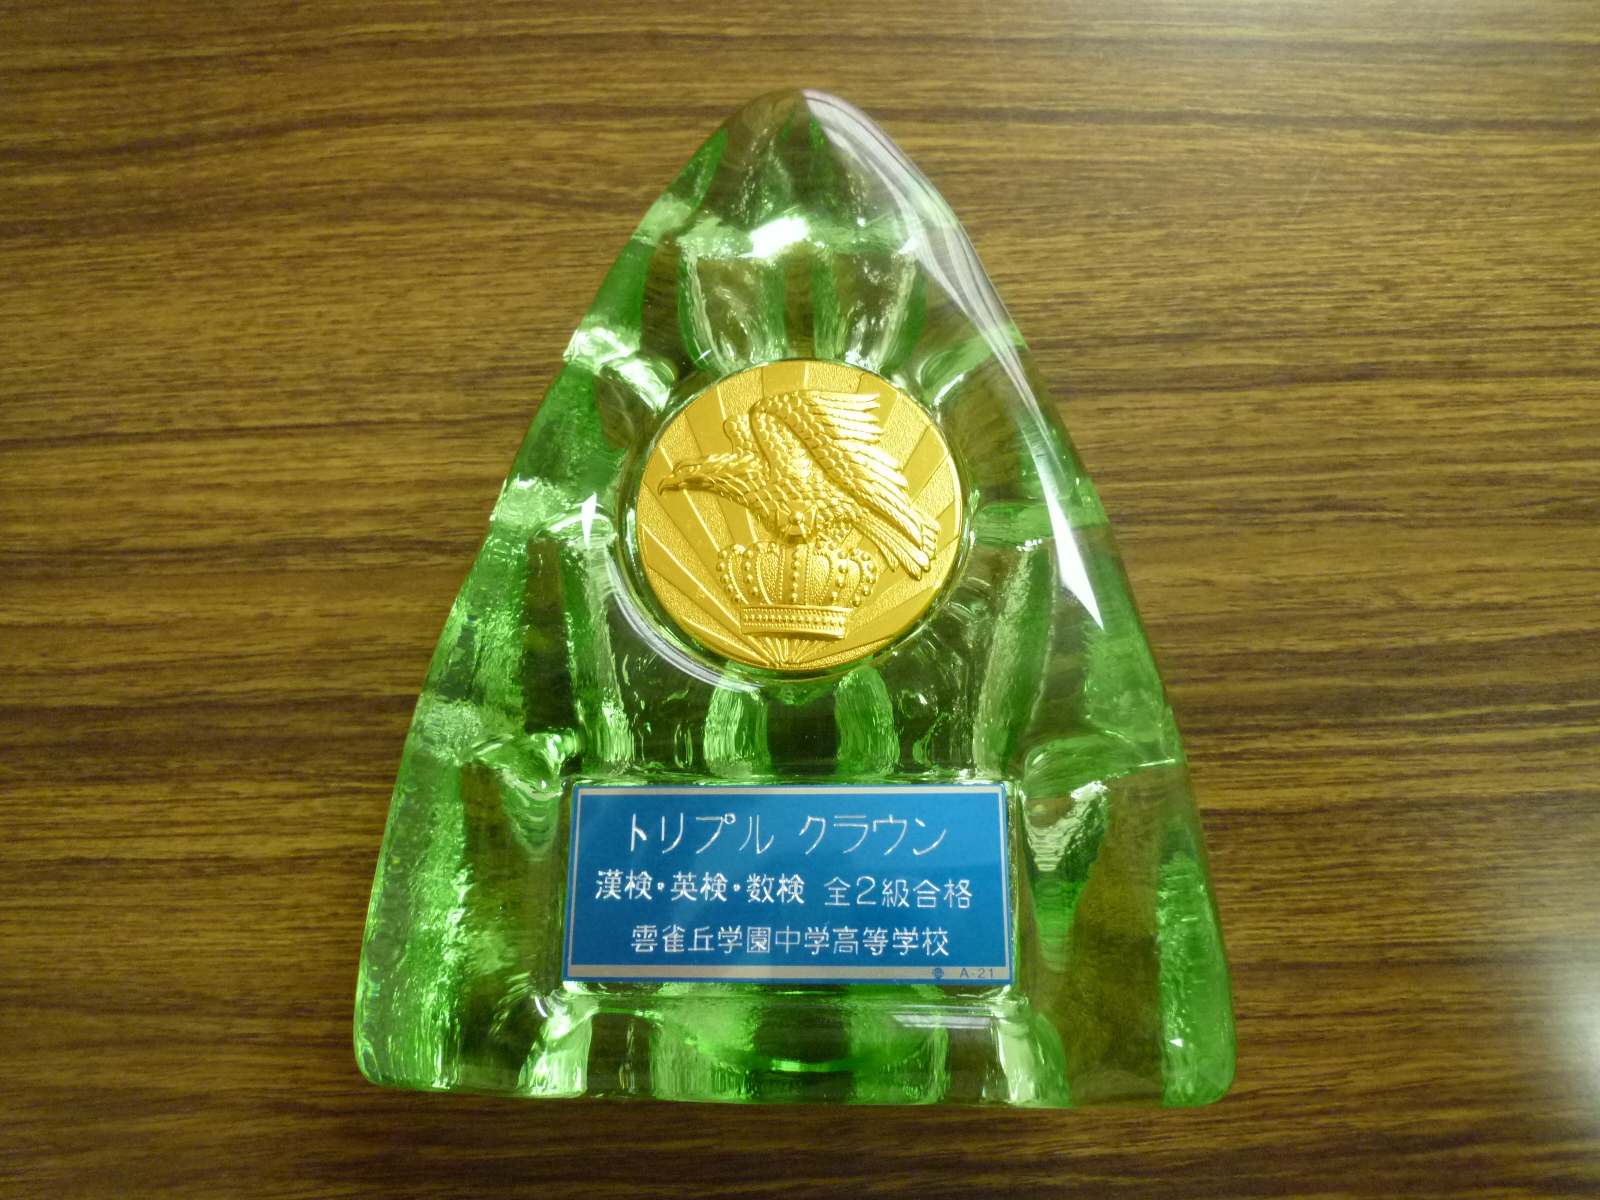 トリプル クラウン
漢検・英検・数検 全2級合格
雲雀丘学園中学高等学校
A-21